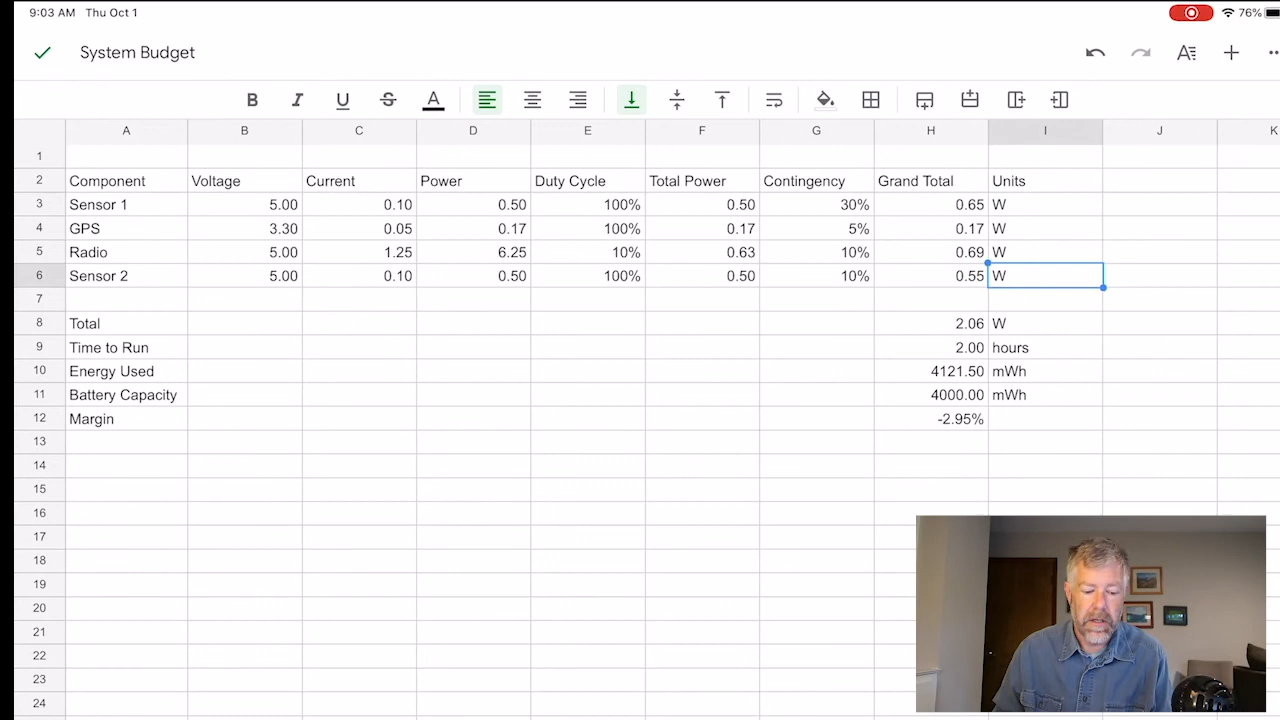 9:03 AM Thu Oct 1 76%
System Budget
B I U S A
A B C D E F G H I J K
1
2 Component Voltage Current Power Duty Cycle Total Power Contingency Grand Total Units
3 Sensor 1 5.00 0.10 0.50 100% 0.50 30% 0.65 W
4 GPS 3.30 0.05 0.17 100% 0.17 5% 0.17 W
5 Radio 5.00 1.25 6.25 10% 0.63 10% 0.69 W
6 Sensor 2 5.00 0.10 0.50 100% 0.50 10% 0.55 W
7
8 Total 2.06 W
9 Time to Run 2.00 hours
10 Energy Used 4121.50 mWh
11 Battery Capacity 4000.00 mWh
12 Margin -2.95%
13
14
15
16
17
18
19
20
21
22
23
24